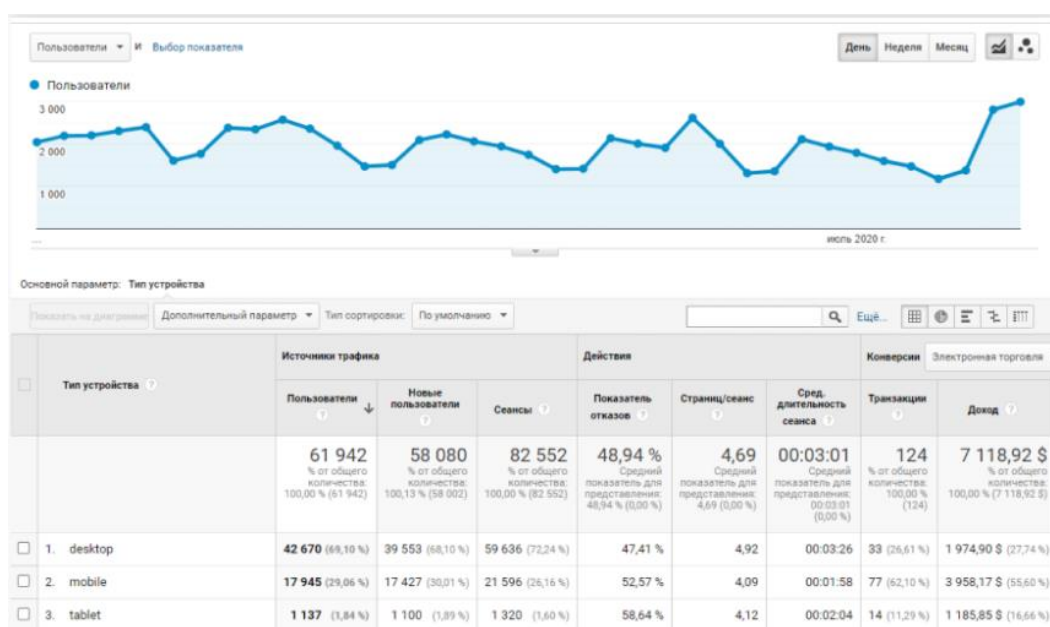 Пользователи и Выбор показателя День Неделя Месяц
Пользователи
3 000
2 000
1 000
...
июль 2020 г.
Основной параметр: Тип устройства
Показать на диаграмме Дополнительный параметр Тип сортировки: По умолчанию Ещё...
Тип устройства ? Источники трафика Действия Конверсии Электронная торговля
Пользователи ? Новые пользователи ? Сеансы ? Показатель отказов ? Страниц/сеанс ? Сред. длительность сеанса ? Транзакции ? Доход ?
61 942 58 080 82 552 48,94 % 4,69 00:03:01 124 7 118,92 $
% от общего количества: 100,00 % (61 942) % от общего количества: 100,13 % (58 002) % от общего количества: 100,00 % (82 552) Средний показатель для представления: 48,94 % (0,00 %) Средний показатель для представления: 4,69 (0,00 %) Средний показатель для представления: 00:03:01 (0,00 %) % от общего количества: 100,00 % (124) % от общего количества: 100,00 % (7 118,92 $)
1. desktop 42 670 (69,10 %) 39 553 (68,10 %) 59 636 (72,24 %) 47,41 % 4,92 00:03:26 33 (26,61 %) 1 974,90 $ (27,74 %)
2. mobile 17 945 (29,06 %) 17 427 (30,01 %) 21 596 (26,16 %) 52,57 % 4,09 00:01:58 77 (62,10 %) 3 958,17 $ (55,60 %)
3. tablet 1 137 (1,84 %) 1 100 (1,89 %) 1 320 (1,60 %) 58,64 % 4,12 00:02:04 14 (11,29 %) 1 185,85 $ (16,66 %)